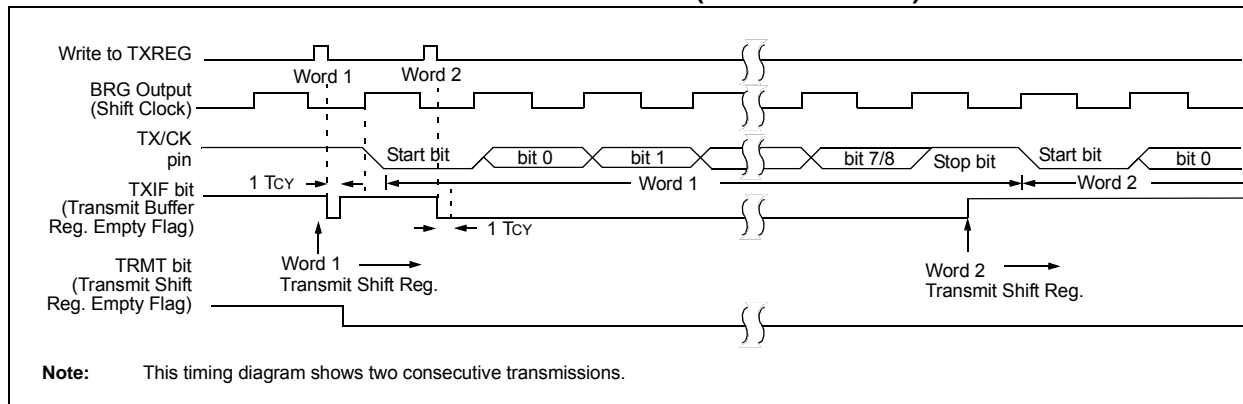 Write to TXREG
Word 1 Word 2
BRG Output
(Shift Clock)
TX/CK
pin
Start bit bit 0 bit 1 bit 7/8 Stop bit Start bit bit 0
1 TCY Word 1 Word 2
TXIF bit
(Transmit Buffer
Reg. Empty Flag)
1 TCY
Word 1
Transmit Shift Reg.
Word 2
Transmit Shift Reg.
TRMT bit
(Transmit Shift
Reg. Empty Flag)
Note: This timing diagram shows two consecutive transmissions.